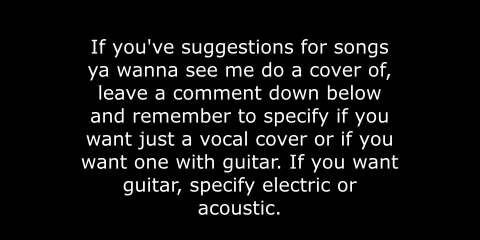 If you've suggestions for songs
ya wanna see me do a cover of,
leave a comment down below
and remember to specify if you
want just a vocal cover or if you
want one with guitar. If you want
guitar, specify electric or
acoustic.